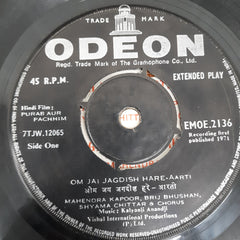 TRADE MARK
ODEON
Regd. Trade Mark of The Gramophone Co., Ltd.
45 R.P.M.
EXTENDED PLAY
Hindi Film :
PURAB AUR
PACHHIM
7TJW.12065
Side One
EMOE.2136
Recording first
published 1971
OM JAI JAGDISH HARE-AARTI
ओम जय जगदीश हरे - आरती
MAHENDRA KAPOOR, BRIJ BHUSHAN,
SHYAMA CHITTAR & CHORUS
Music : Kalyanji Anandji
Vishal International Productions
(P) Ltd.